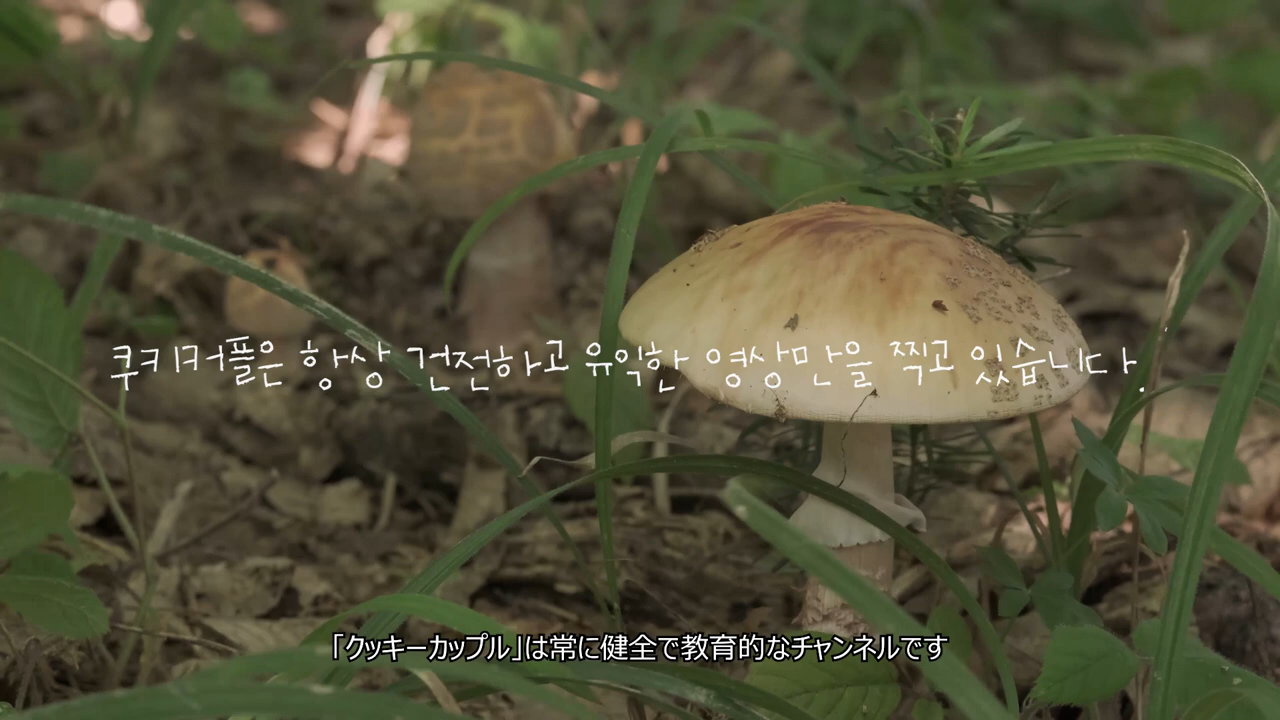 쿠키커플은 항상 건전하고 유익한 영상만을 찍고 있습니다.
「クッキーカップル」は常に健全で教育的なチャンネルです